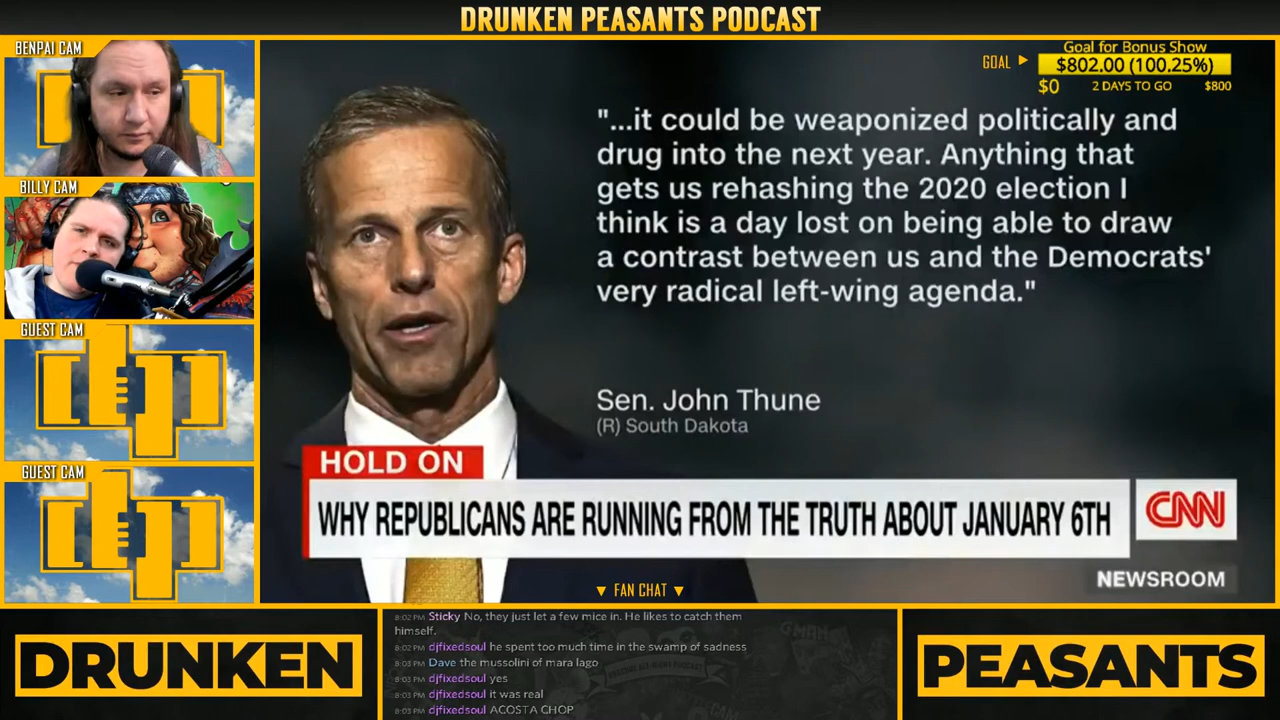 DRUNKEN PEASANTS PODCAST
BENPAI CAM
BILLY CAM
GUEST CAM
GUEST CAM
Goal for Bonus Show
GOAL ▶ $802.00 (100.25%)
$0 2 DAYS TO GO $800
"...it could be weaponized politically and
drug into the next year. Anything that
gets us rehashing the 2020 election I
think is a day lost on being able to draw
a contrast between us and the Democrats'
very radical left-wing agenda."
Sen. John Thune
(R) South Dakota
HOLD ON
WHY REPUBLICANS ARE RUNNING FROM THE TRUTH ABOUT JANUARY 6TH
CNN
NEWSROOM
▼ FAN CHAT ▼
8:02 PM Sticky No, they just let a few mice in. He likes to catch them
himself.
8:02 PM djfixedsoul he spent too much time in the swamp of sadness
8:03 PM Dave the mussolini of mara lago
8:03 PM djfixedsoul yes
8:03 PM djfixedsoul it was real
8:03 PM djfixedsoul ACOSTA CHOP
DRUNKEN
PEASANTS